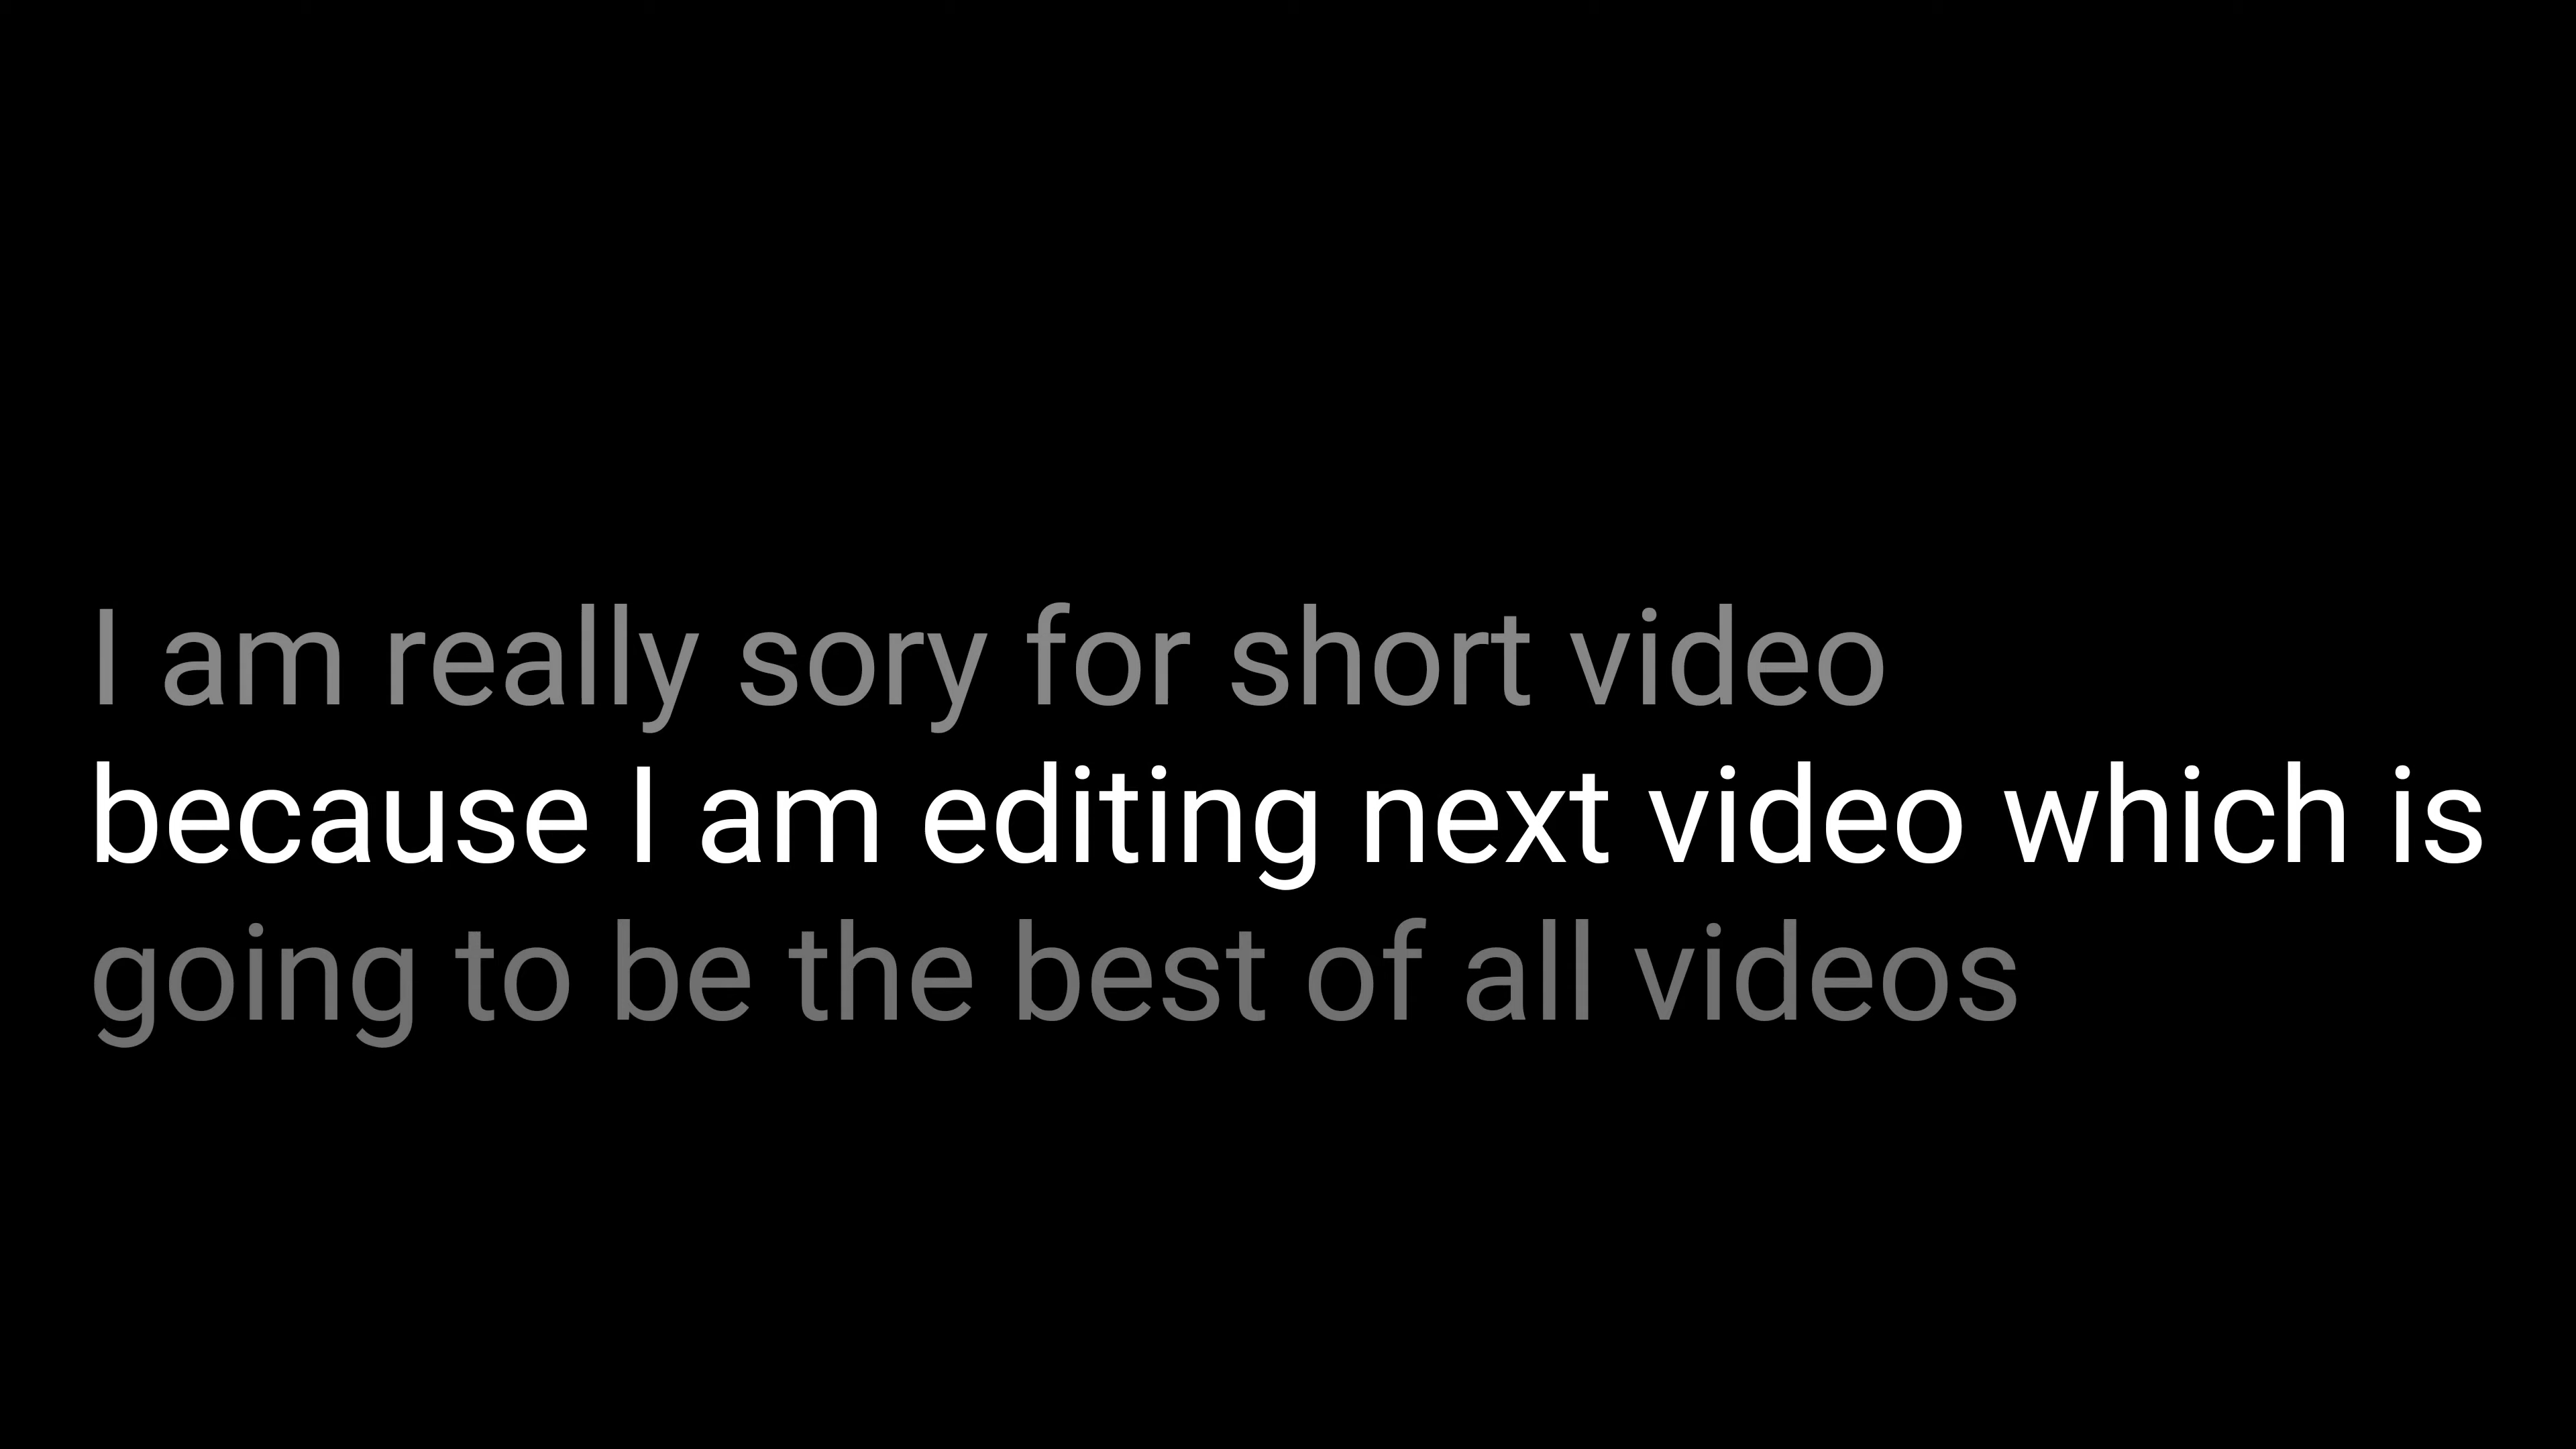 I am really sory for short video
because I am editing next video which is
going to be the best of all videos